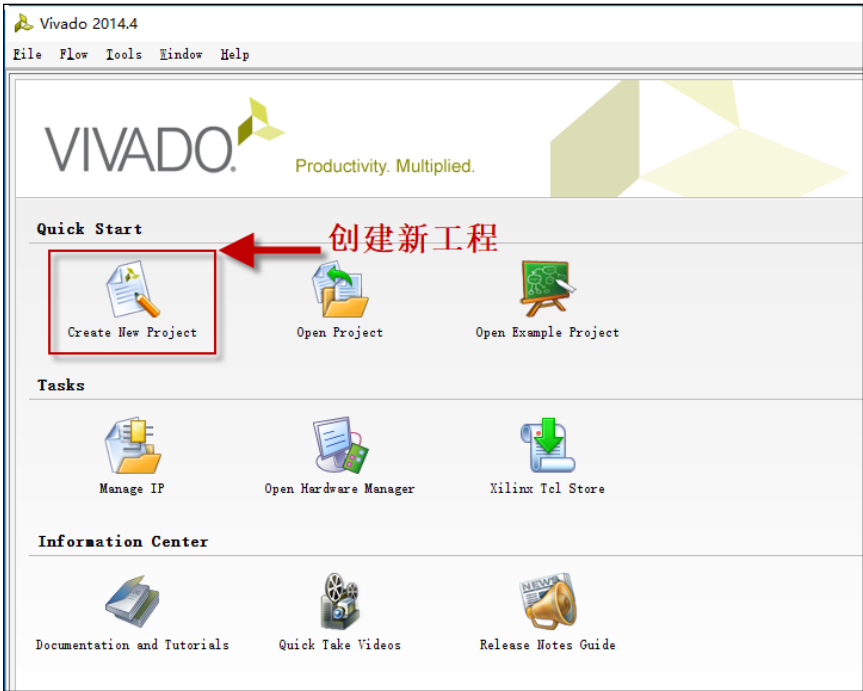 Vivado 2014.4
File Flow Tools Window Help
VIVADO.
Productivity. Multiplied.
Quick Start
创建新工程
Create New Project
Open Project
Open Example Project
Tasks
Manage IP
Open Hardware Manager
Xilinx Tcl Store
Information Center
NEWS
Documentation and Tutorials
Quick Take Videos
Release Notes Guide